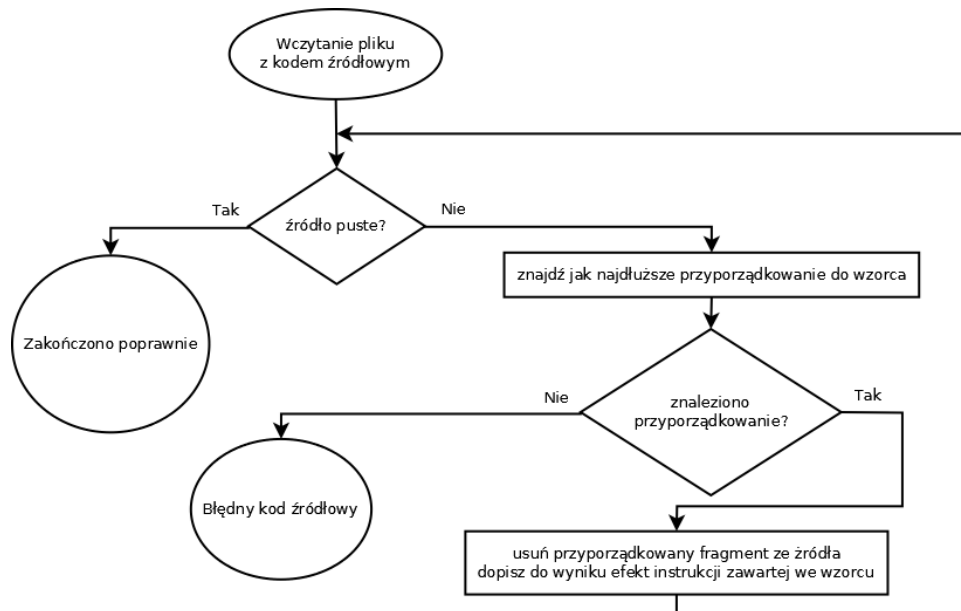 Wczytanie pliku
z kodem źródłowym
źródło puste?
Tak
Nie
Zakończono poprawnie
znajdź jak najdłuższe przyporządkowanie do wzorca
znaleziono
przyporządkowanie?
Nie
Tak
Błędny kod źródłowy
usuń przyporządkowany fragment ze źródła
dopisz do wyniku efekt instrukcji zawartej we wzorcu